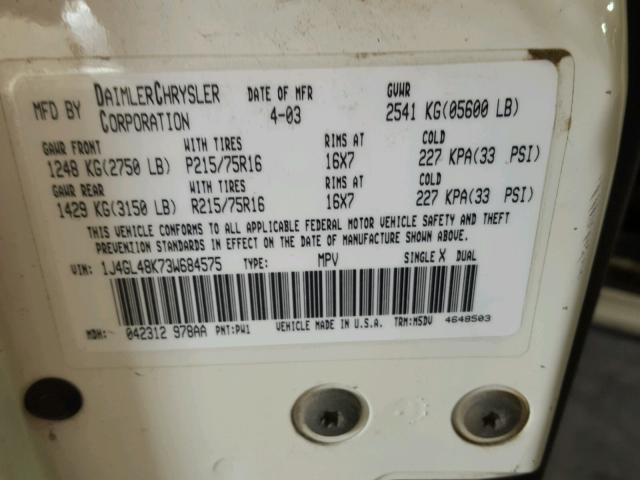 MFD BY DAIMLERCHRYSLER CORPORATION DATE OF MFR 4-03 GVWR 2541 KG(05600 LB)
GAWR FRONT WITH TIRES RIMS AT COLD
1248 KG(2750 LB) P215/75R16 16X7 227 KPA(33 PSI)
GAWR REAR WITH TIRES RIMS AT COLD
1429 KG(3150 LB) R215/75R16 16X7 227 KPA(33 PSI)
THIS VEHICLE CONFORMS TO ALL APPLICABLE FEDERAL MOTOR VEHICLE SAFETY AND THEFT
PREVENTION STANDARDS IN EFFECT ON THE DATE OF MANUFACTURE SHOWN ABOVE.
VIN: 1J4GL48K73W684575 TYPE: MPV SINGLE X DUAL
MDH: 042312 978AA PNT:PW1 VEHICLE MADE IN U.S.A. TRM:M5DV 4648503